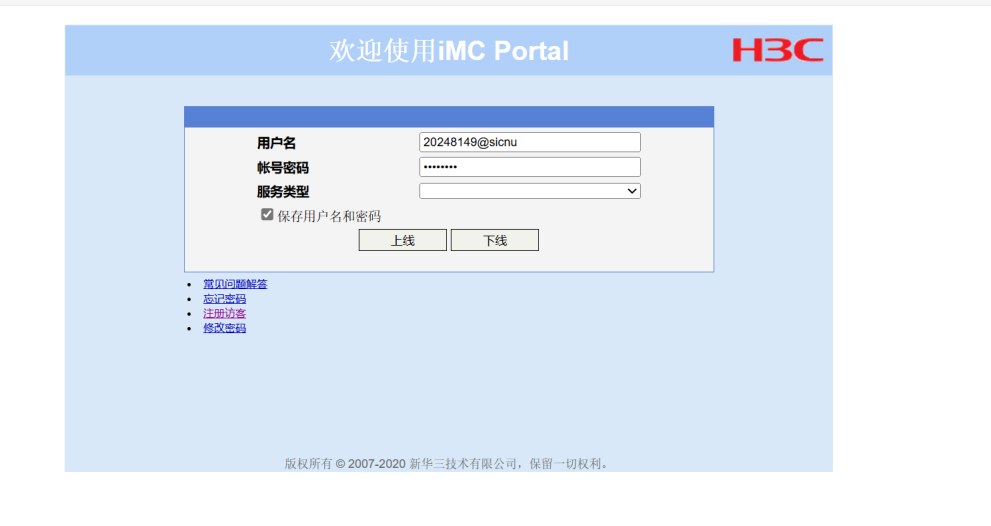 欢迎使用iMC Portal
H3C
用户名 20248149@sicnu
帐号密码 ••••••••
服务类型
保存用户名和密码
上线 下线
常见问题解答
忘记密码
注册访客
修改密码
版权所有 © 2007-2020 新华三技术有限公司，保留一切权利。